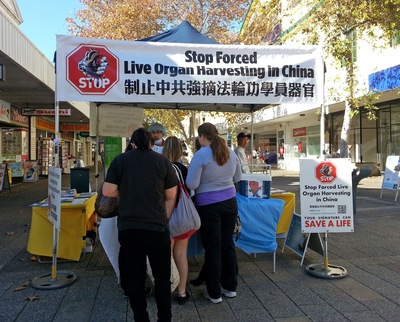 STOP
Stop Forced
Live Organ Harvesting in China
制止中共強摘法輪功學員器官
STOP
Stop Forced
Live Organ Harvesting
in China
YOUR SIGNATURE CAN
SAVE A LIFE